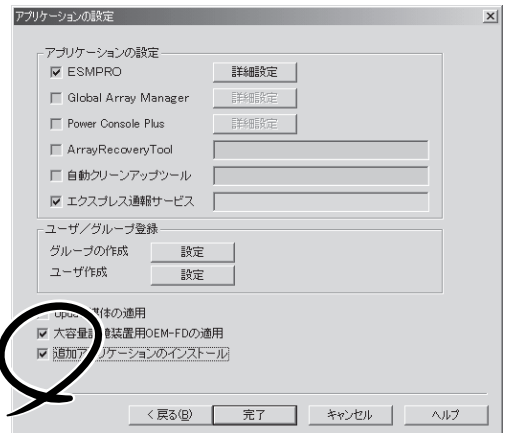 アプリケーションの設定
アプリケーションの設定
ESMPRO 詳細設定
Global Array Manager 詳細設定
Power Console Plus 詳細設定
ArrayRecoveryTool
自動クリーンアップツール
エクスプレス通報サービス
ユーザ/グループ登録
グループの作成 設定
ユーザ作成 設定
の適用
大容量記憶装置用OEM-FDの適用
追加アプリケーションのインストール
< 戻る(B) 完了 キャンセル ヘルプ